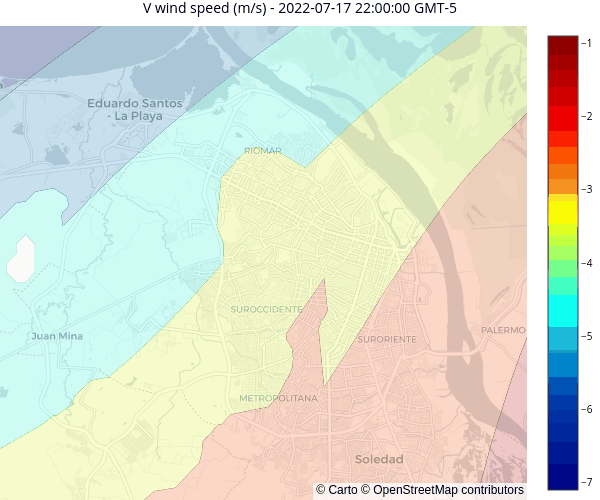 V wind speed (m/s) - 2022-07-17 22:00:00 GMT-5
Eduardo Santos
- La Playa
RIOMAR
SUROCCIDENTE
Juan Mina
SURORIENTE
PALERMO
METROPOLITANA
Soledad
© Carto © OpenStreetMap contributors
−1
−2
−3
−4
−5
−6
−7